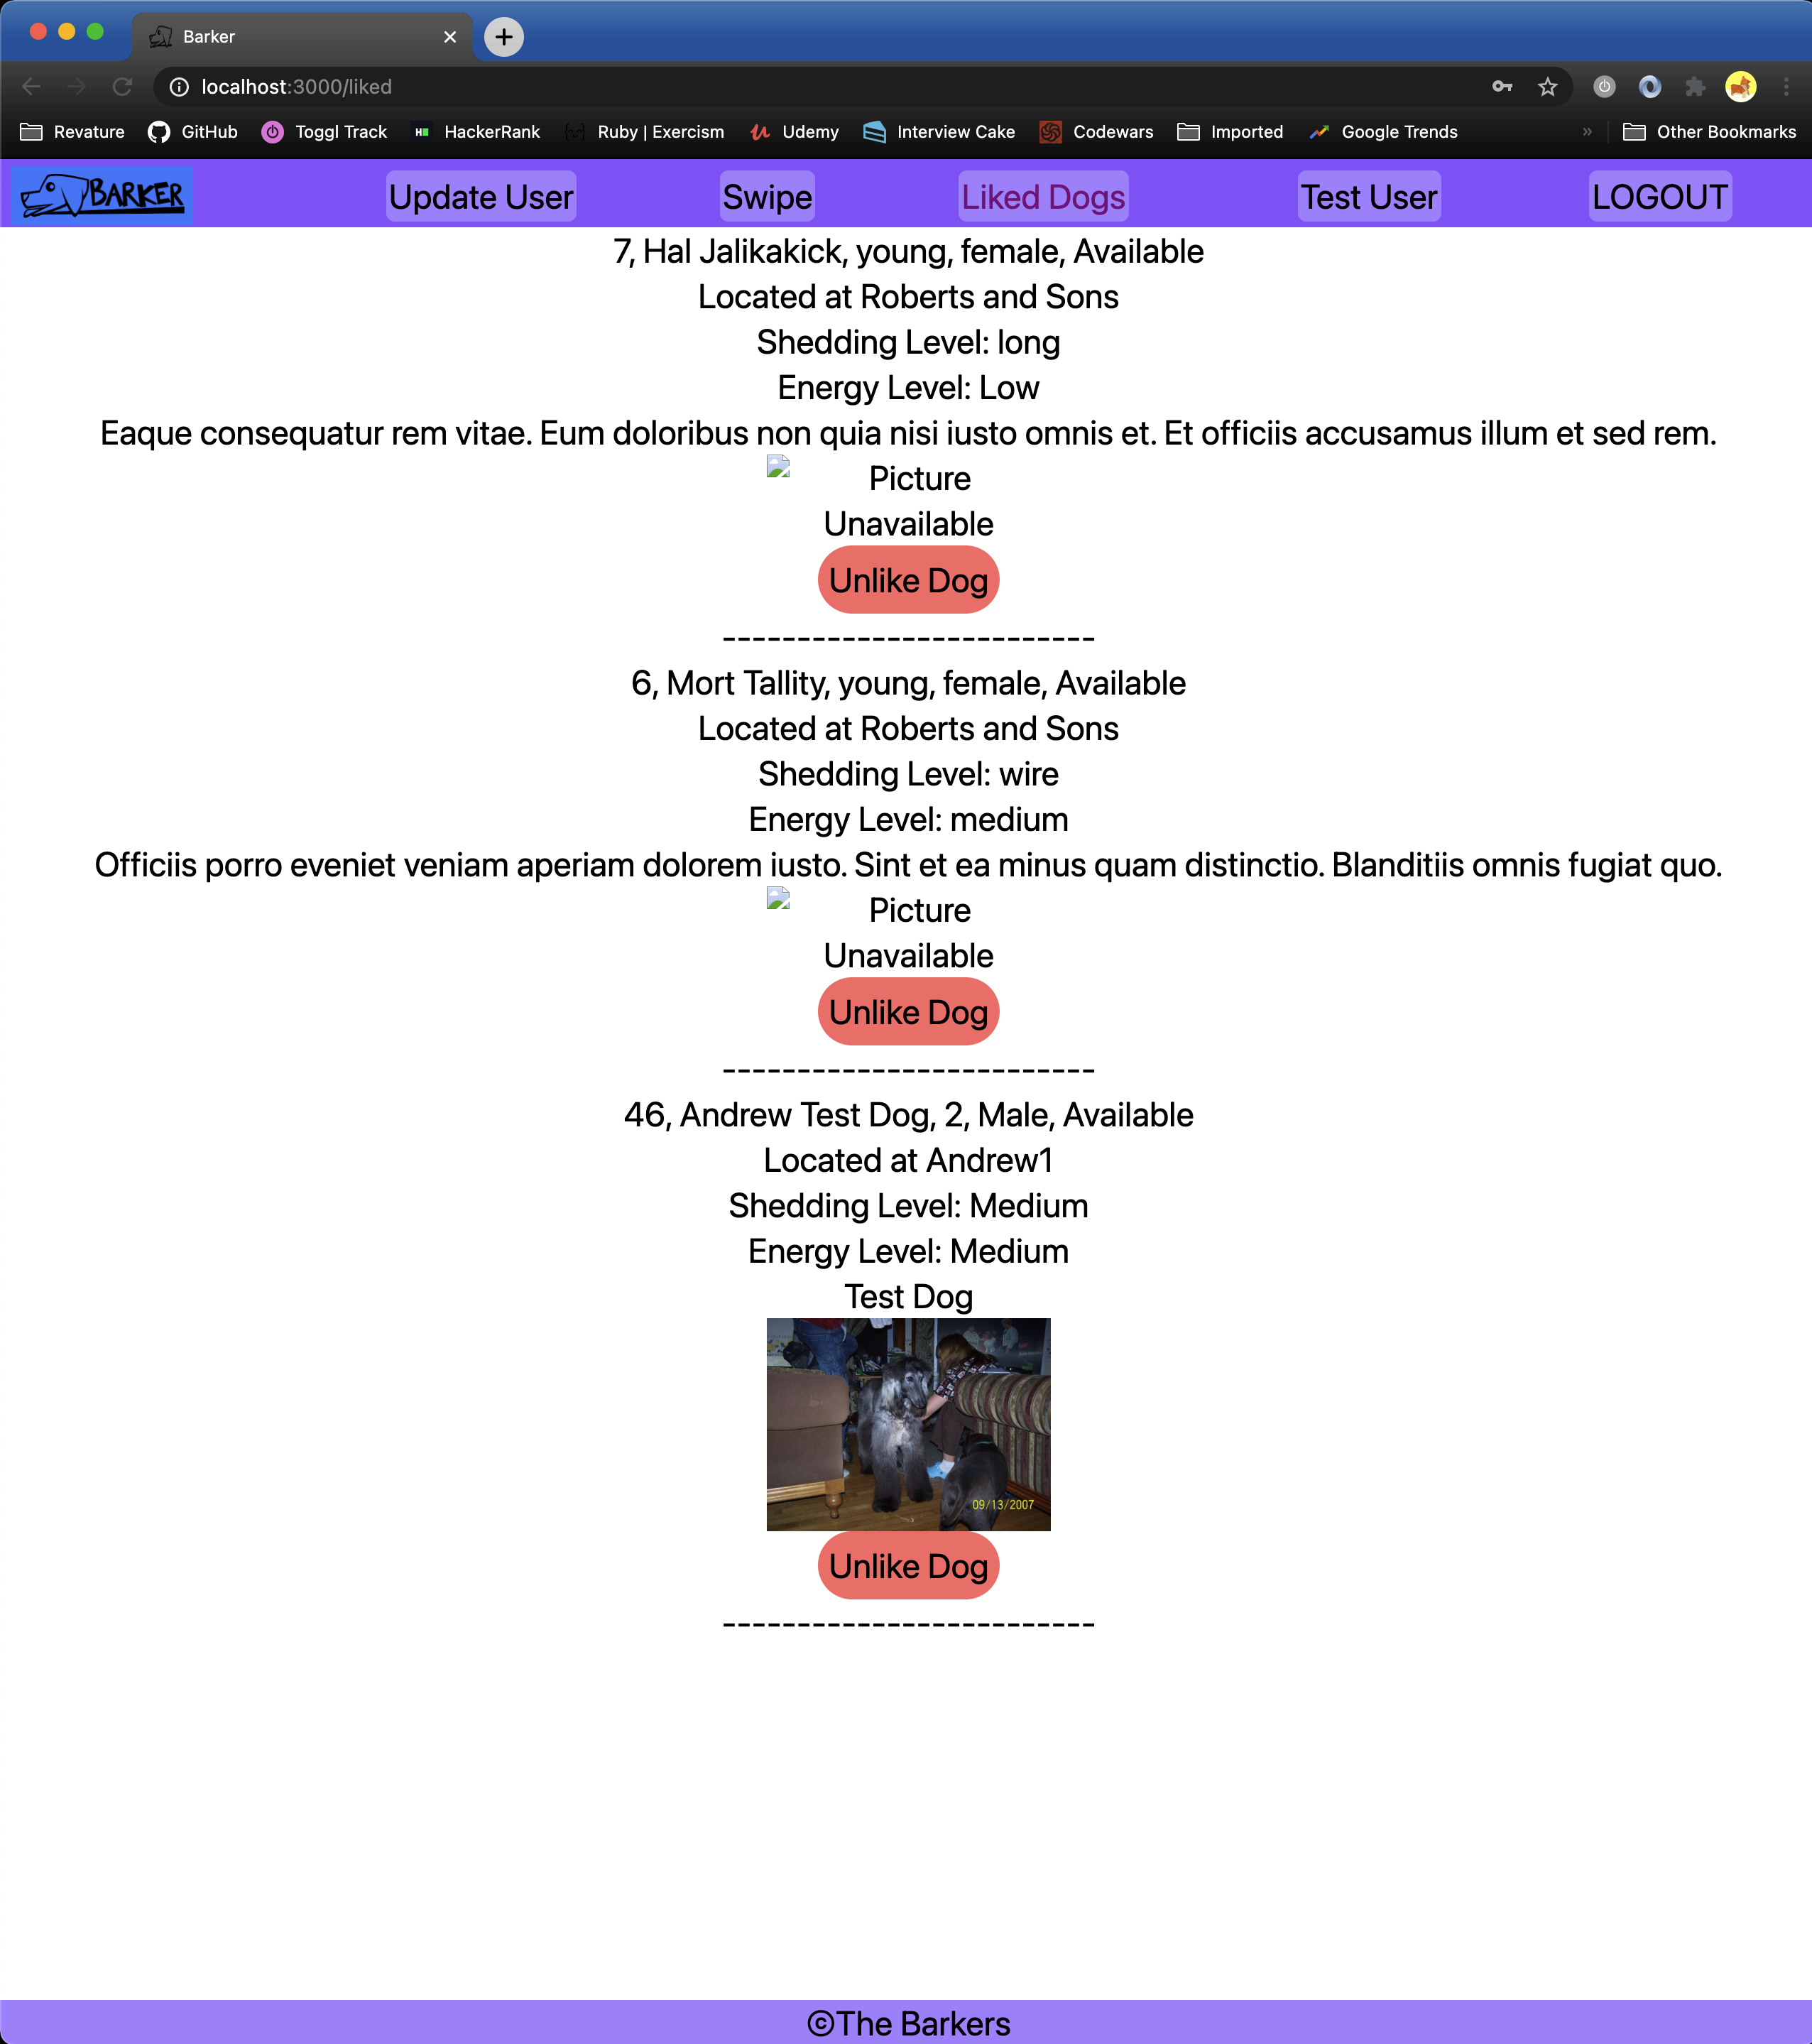 Barker
localhost:3000/liked
Revature GitHub Toggl Track HackerRank Ruby | Exercism Udemy Interview Cake Codewars Imported Google Trends » Other Bookmarks
BARKER Update User Swipe Liked Dogs Test User LOGOUT
7, Hal Jalikakick, young, female, Available
Located at Roberts and Sons
Shedding Level: long
Energy Level: Low
Eaque consequatur rem vitae. Eum doloribus non quia nisi iusto omnis et. Et officiis accusamus illum et sed rem.
Picture
Unavailable
Unlike Dog
-------------------------
6, Mort Tallity, young, female, Available
Located at Roberts and Sons
Shedding Level: wire
Energy Level: medium
Officiis porro eveniet veniam aperiam dolorem iusto. Sint et ea minus quam distinctio. Blanditiis omnis fugiat quo.
Picture
Unavailable
Unlike Dog
-------------------------
46, Andrew Test Dog, 2, Male, Available
Located at Andrew1
Shedding Level: Medium
Energy Level: Medium
Test Dog
09/13/2007
Unlike Dog
-------------------------
©The Barkers